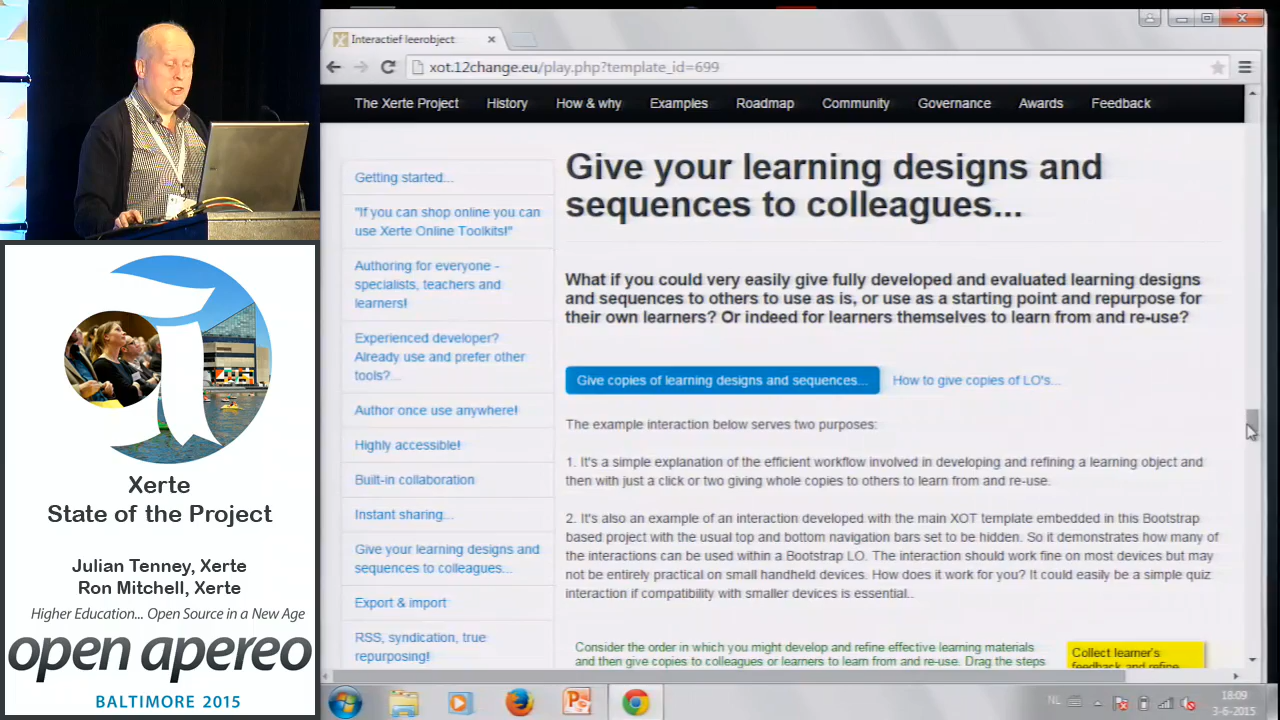 Interactief leerobject
xot.12change.eu/play.php?template_id=699
The Xerte Project History How & why Examples Roadmap Community Governance Awards Feedback
Getting started...
"If you can shop online you can
use Xerte Online Toolkits!"
Authoring for everyone -
specialists, teachers and
learners!
Experienced developer?
Already use and prefer other
tools?...
Author once use anywhere!
Highly accessible!
Built-in collaboration
Instant sharing...
Give your learning designs and
sequences to colleagues...
Export & import
RSS, syndication, true
repurposing!
Give your learning designs and
sequences to colleagues...
What if you could very easily give fully developed and evaluated learning designs
and sequences to others to use as is, or use as a starting point and repurpose for
their own learners? Or indeed for learners themselves to learn from and re-use?
Give copies of learning designs and sequences... How to give copies of LO's...
The example interaction below serves two purposes:
1. It's a simple explanation of the efficient workflow involved in developing and refining a learning object and
then with just a click or two giving whole copies to others to learn from and re-use.
2. It's also an example of an interaction developed with the main XOT template embedded in this Bootstrap
based project with the usual top and bottom navigation bars set to be hidden. So it demonstrates how many of
the interactions can be used within a Bootstrap LO. The interaction should work fine on most devices but may
not be entirely practical on small handheld devices. How does it work for you? It could easily be a simple quiz
interaction if compatibility with smaller devices is essential..
Consider the order in which you might develop and refine effective learning materials
and then give copies to colleagues or learners to learn from and re-use. Drag the steps
Collect learner's
feedback and refine
NL
18:09
3-6-2015
Xerte
State of the Project
Julian Tenney, Xerte
Ron Mitchell, Xerte
Higher Education... Open Source in a New Age
open apereo
BALTIMORE 2015